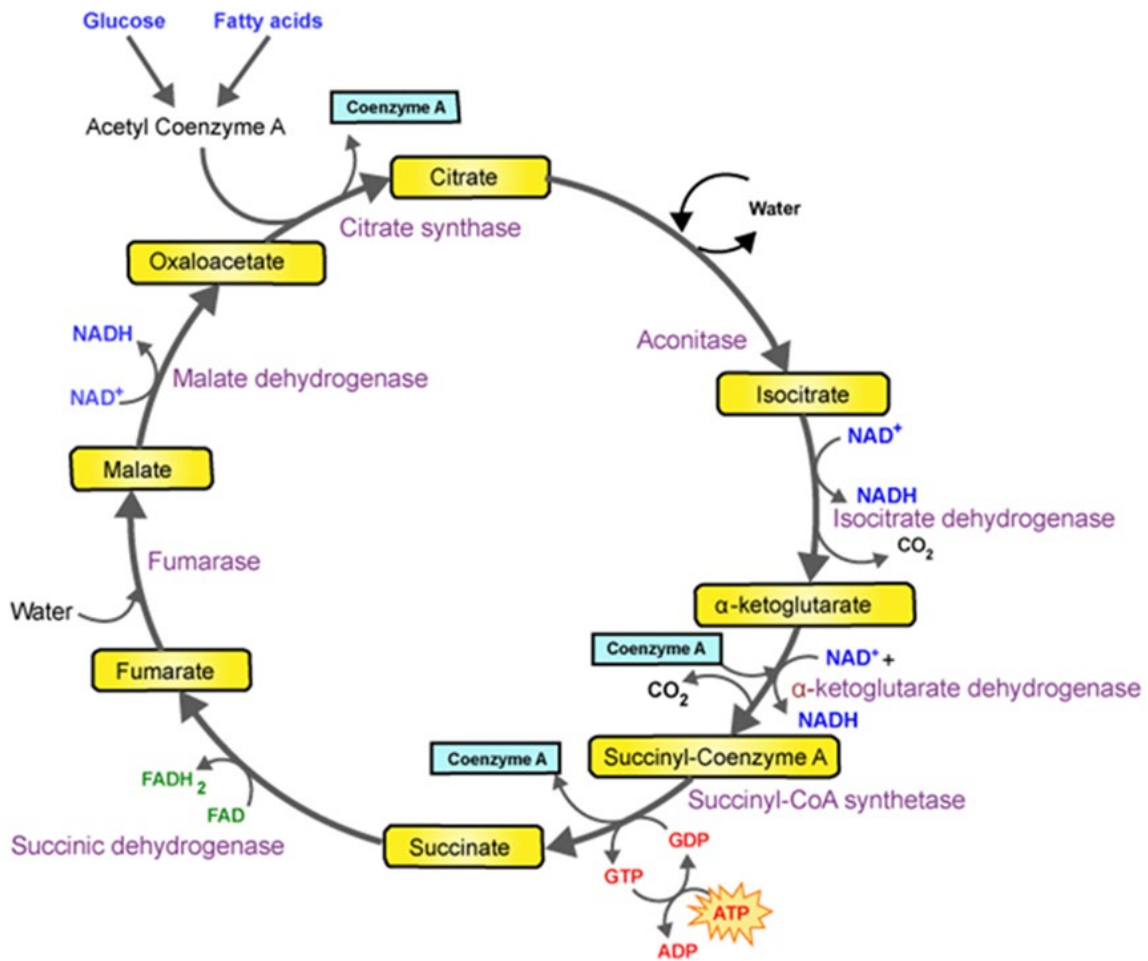 Glucose
Fatty acids
Acetyl Coenzyme A
Coenzyme A
Citrate
Citrate synthase
Water
Oxaloacetate
Aconitase
NADH
NAD⁺
Malate dehydrogenase
Isocitrate
NAD⁺
NADH
Isocitrate dehydrogenase
CO₂
Malate
Fumarase
Water
α-ketoglutarate
Coenzyme A
NAD⁺ +
CO₂
α-ketoglutarate dehydrogenase
NADH
Fumarate
Coenzyme A
Succinyl-Coenzyme A
Succinyl-CoA synthetase
FADH₂
FAD
Succinic dehydrogenase
Succinate
GDP
GTP
ATP
ADP